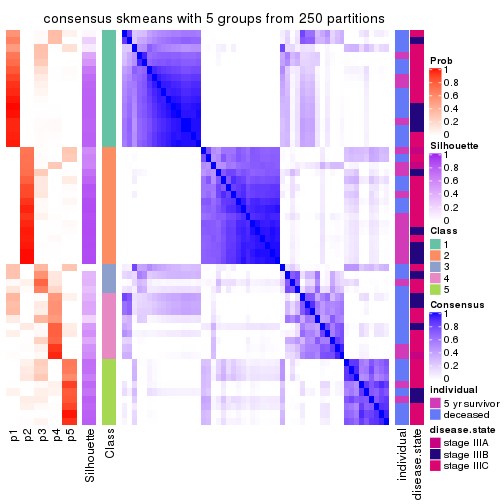 consensus skmeans with 5 groups from 250 partitions
Prob
1
0.8
0.6
0.4
0.2
0
Silhouette
1
0.8
0.6
0.4
0.2
0
Class
1
2
3
4
5
Consensus
1
0.8
0.6
0.4
0.2
0
individual
5 yr survivor
deceased
disease.state
stage IIIA
stage IIIB
stage IIIC
p1
p2
p3
p4
p5
Silhouette
Class
individual
disease.state